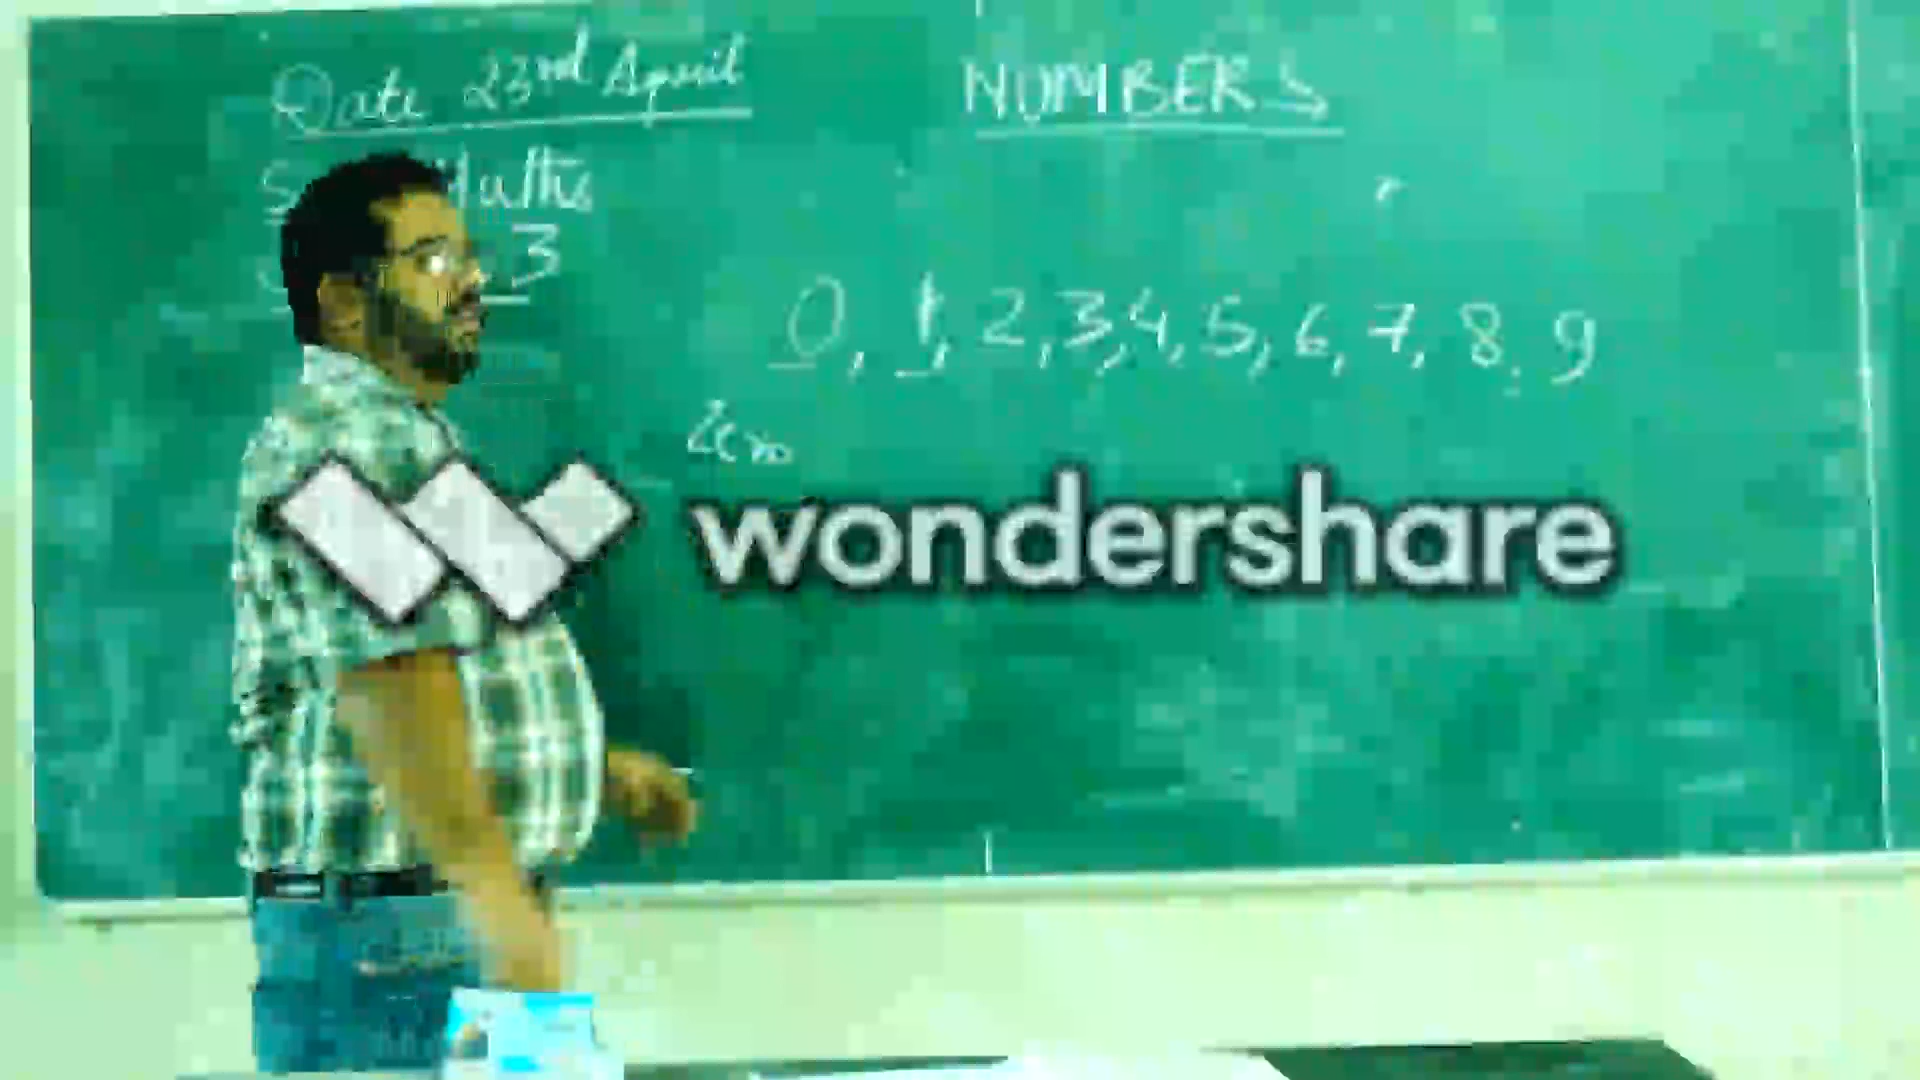 Date 23rd April
NUMBERS
Maths
3
0, 1, 2, 3, 4, 5, 6, 7, 8, 9
Zero
wondershare